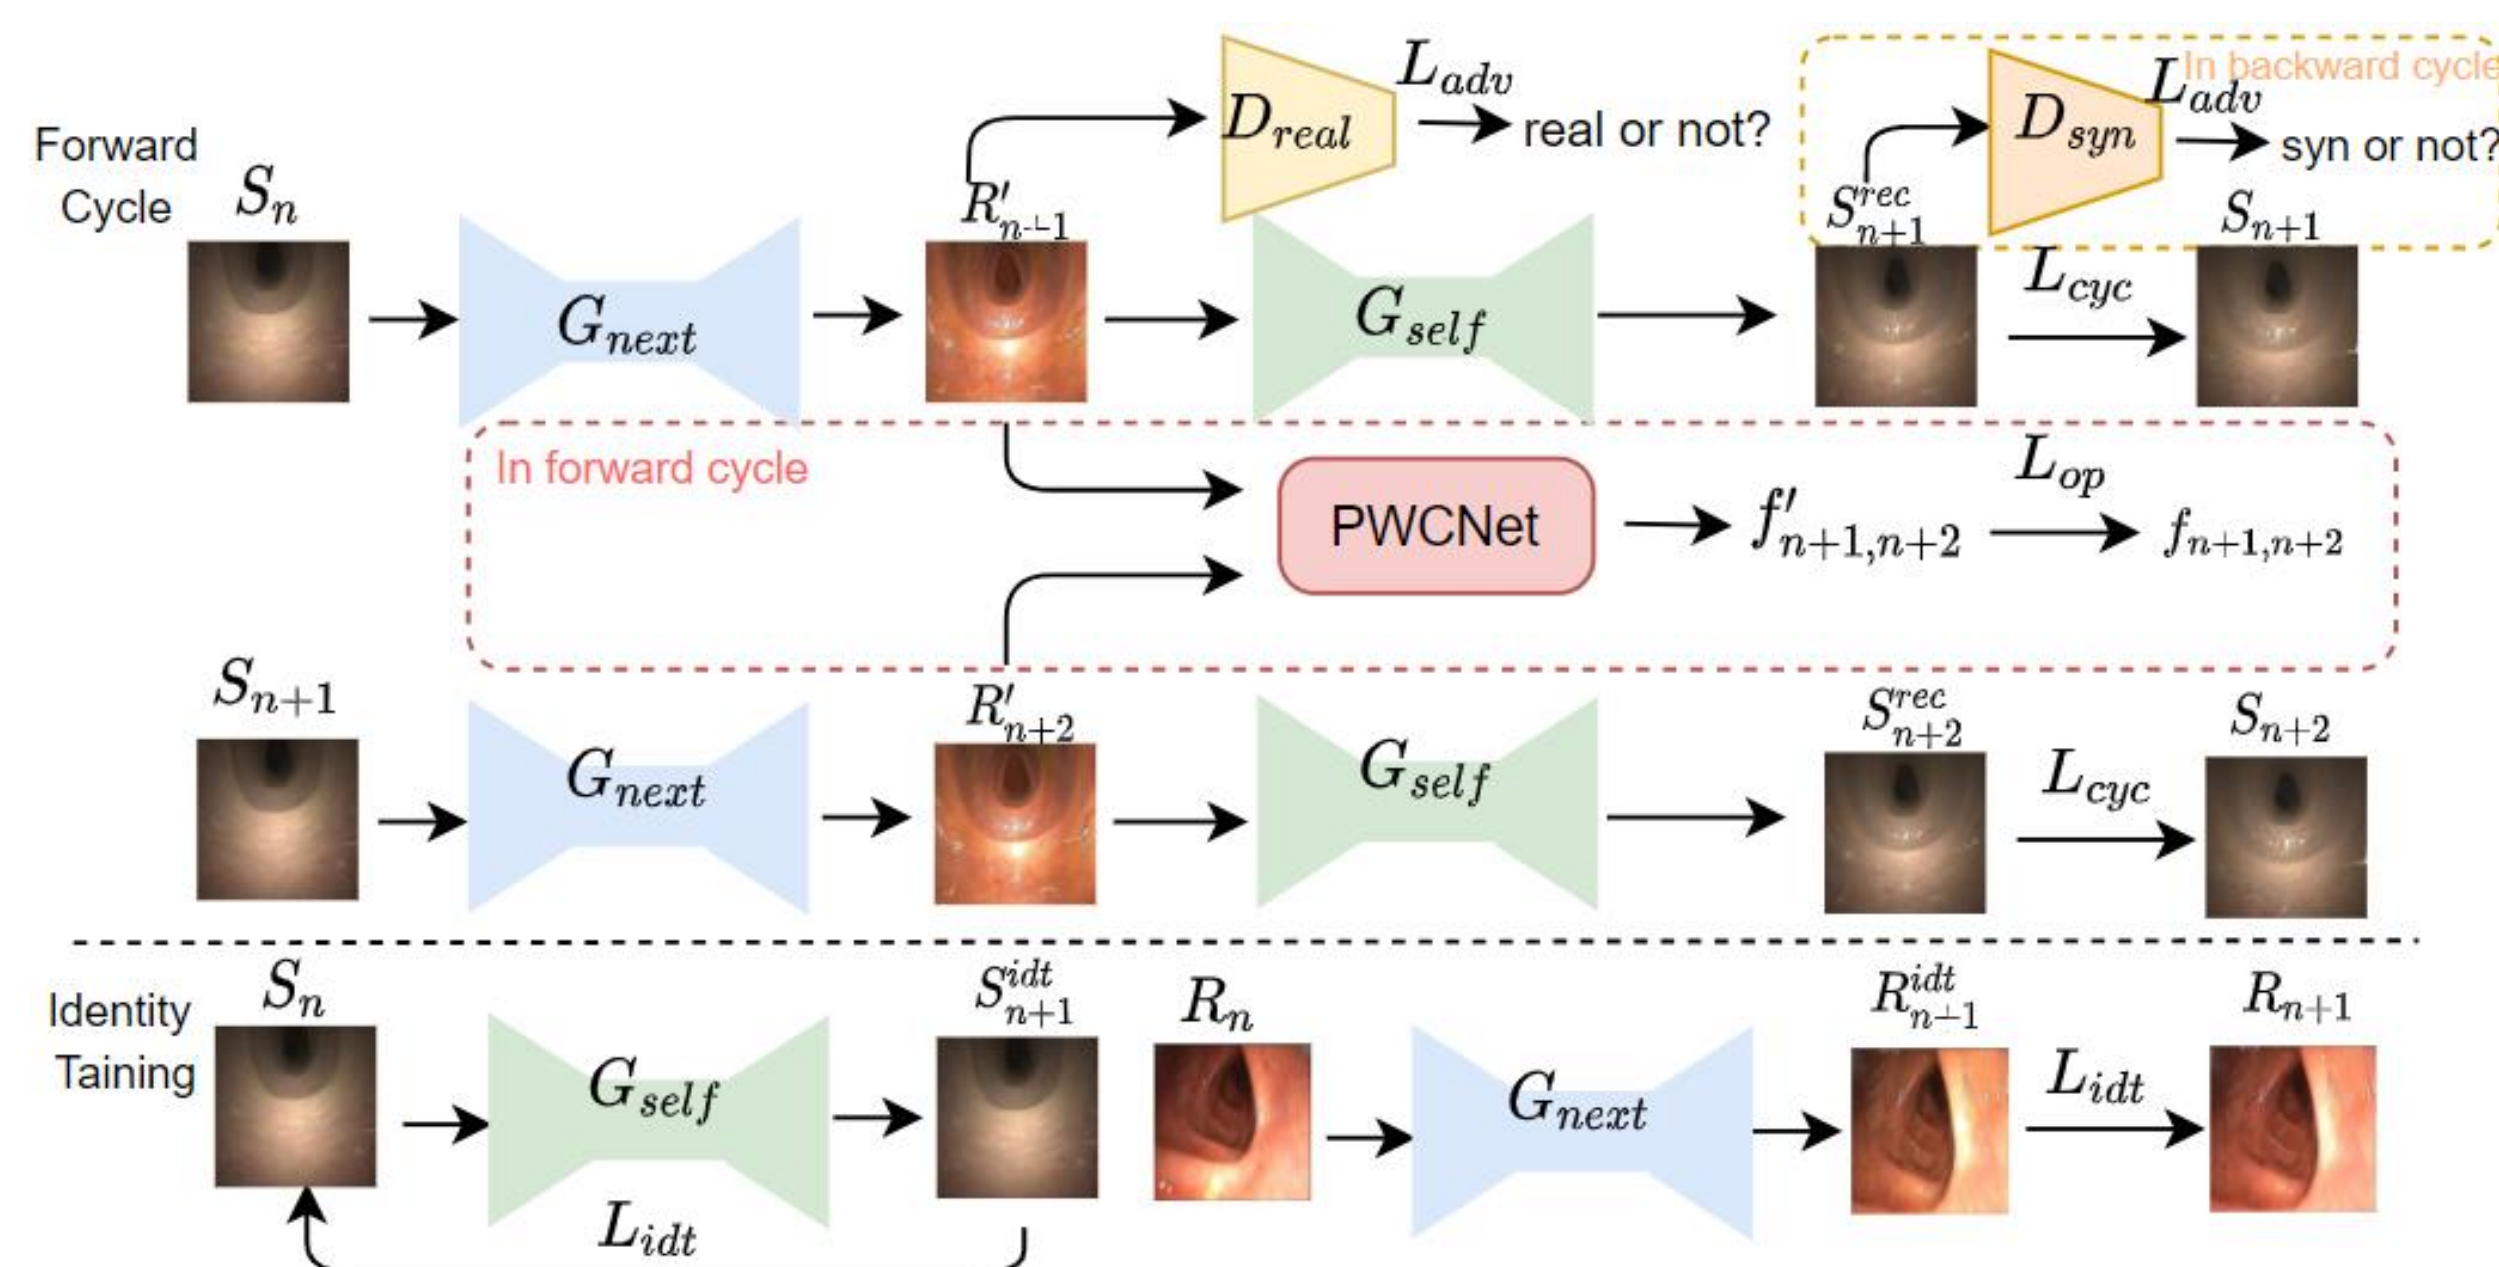 Forward
Cycle
S_n
G_next
R'_{n+1}
D_real
L_adv
real or not?
G_self
In backward cycle
S^{rec}_{n+1}
D_syn
L_adv
syn or not?
S_{n+1}
L_cyc
In forward cycle
PWCNet
f'_{n+1,n+2}
L_op
f_{n+1,n+2}
S_{n+1}
G_next
R'_{n+2}
G_self
S^{rec}_{n+2}
L_cyc
S_{n+2}
Identity
Taining
S_n
G_self
L_idt
S^{idt}_{n+1}
R_n
G_next
R^{idt}_{n+1}
L_idt
R_{n+1}